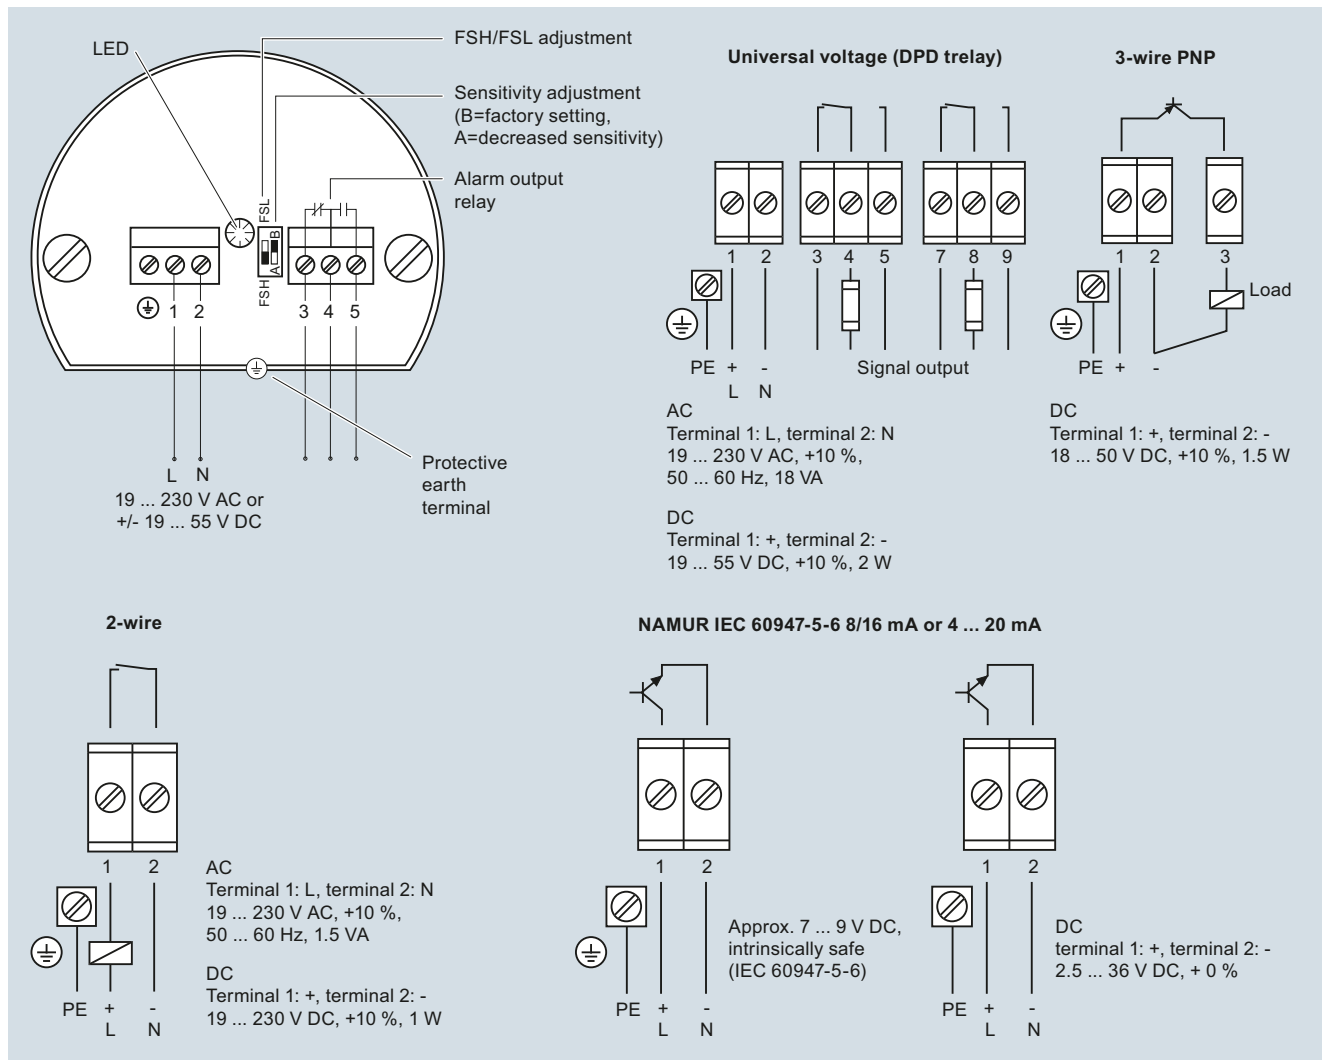 LED
FSH/FSL adjustment
Sensitivity adjustment
(B=factory setting,
A=decreased sensitivity)
Alarm output
relay
FSL
B
A
FSH
1 2
3 4 5
L N
19 ... 230 V AC or
+/- 19 ... 55 V DC
Protective
earth
terminal
Universal voltage (DPD trelay)
1 2 3 4 5 7 8 9
PE + -
L N
Signal output
AC
Terminal 1: L, terminal 2: N
19 ... 230 V AC, +10 %,
50 ... 60 Hz, 18 VA
DC
Terminal 1: +, terminal 2: -
19 ... 55 V DC, +10 %, 2 W
3-wire PNP
1 2 3
Load
PE + -
DC
Terminal 1: +, terminal 2: -
18 ... 50 V DC, +10 %, 1.5 W
2-wire
1 2
PE + -
L N
AC
Terminal 1: L, terminal 2: N
19 ... 230 V AC, +10 %,
50 ... 60 Hz, 1.5 VA
DC
Terminal 1: +, terminal 2: -
19 ... 230 V DC, +10 %, 1 W
NAMUR IEC 60947-5-6 8/16 mA or 4 ... 20 mA
1 2
PE + -
L N
Approx. 7 ... 9 V DC,
intrinsically safe
(IEC 60947-5-6)
1 2
PE + -
L N
DC
terminal 1: +, terminal 2: -
2.5 ... 36 V DC, + 0 %